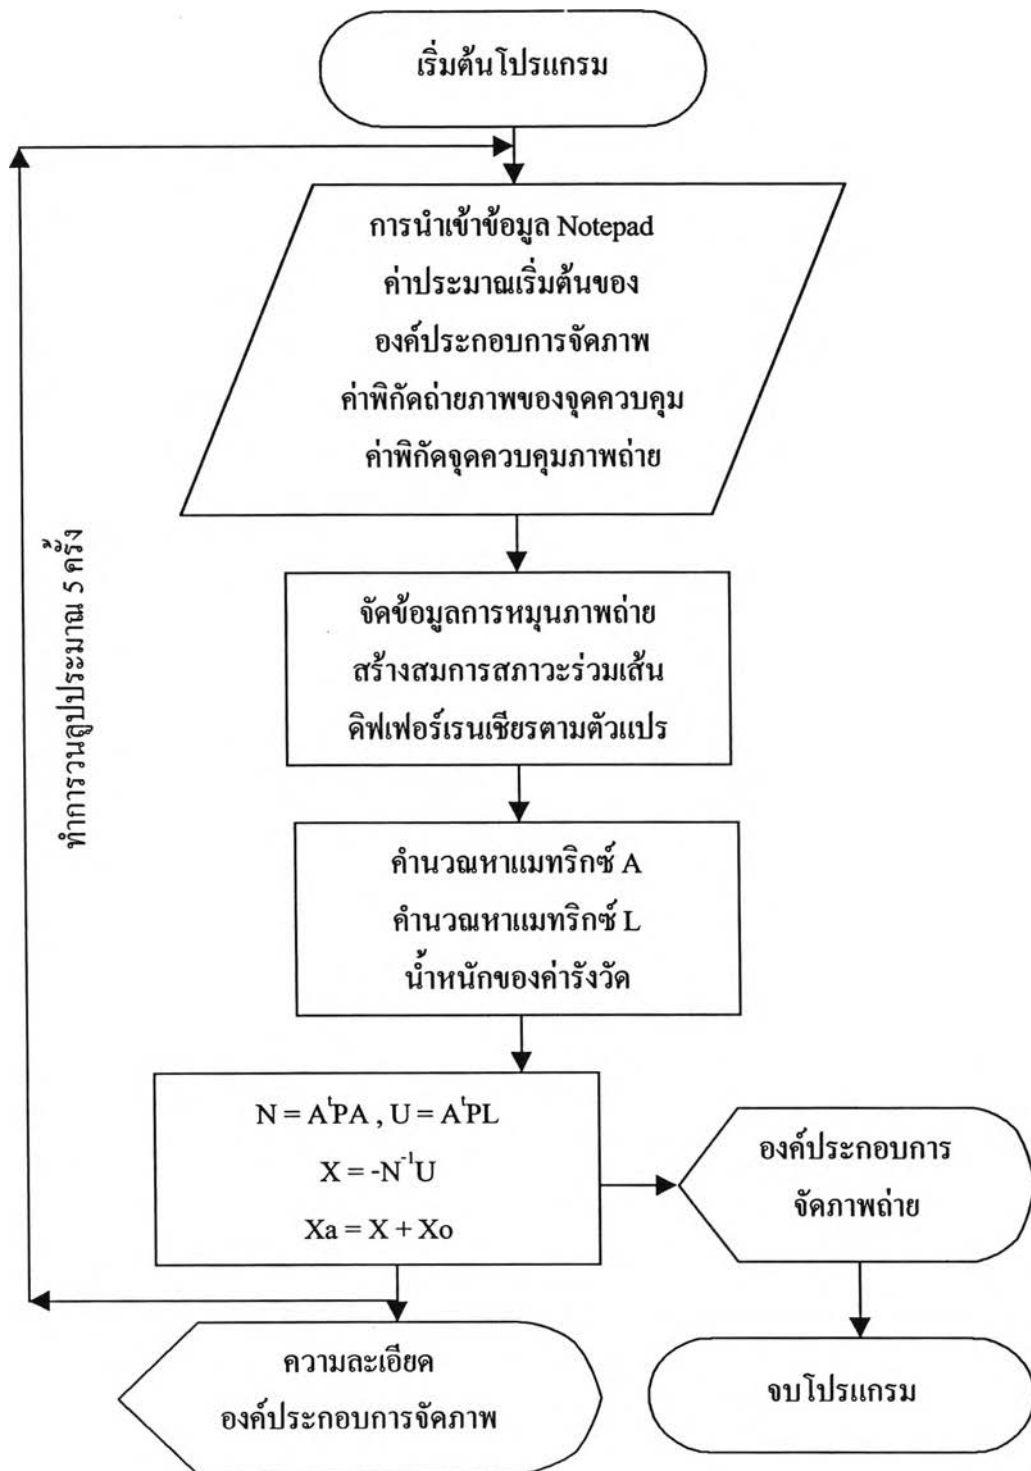 เริ่มต้นโปรแกรม
การนำเข้าข้อมูล Notepad
ค่าประมาณเริ่มต้นของ
องค์ประกอบการจัดภาพ
ค่าพิกัดถ่ายภาพของจุดควบคุม
ค่าพิกัดจุดควบคุมภาพถ่าย
ทำการวนลูปประมาณ 5 ครั้ง
จัดข้อมูลการหมุนภาพถ่าย
สร้างสมการสภาวะร่วมเส้น
ดิฟเฟอร์เรนเชียรตามตัวแปร
คำนวณหาแมทริกซ์ A
คำนวณหาแมทริกซ์ L
น้ำหนักของค่ารังวัด
N = AᵗPA , U = AᵗPL
X = -N⁻¹U
Xa = X + Xo
องค์ประกอบการ
จัดภาพถ่าย
ความละเอียด
องค์ประกอบการจัดภาพ
จบโปรแกรม